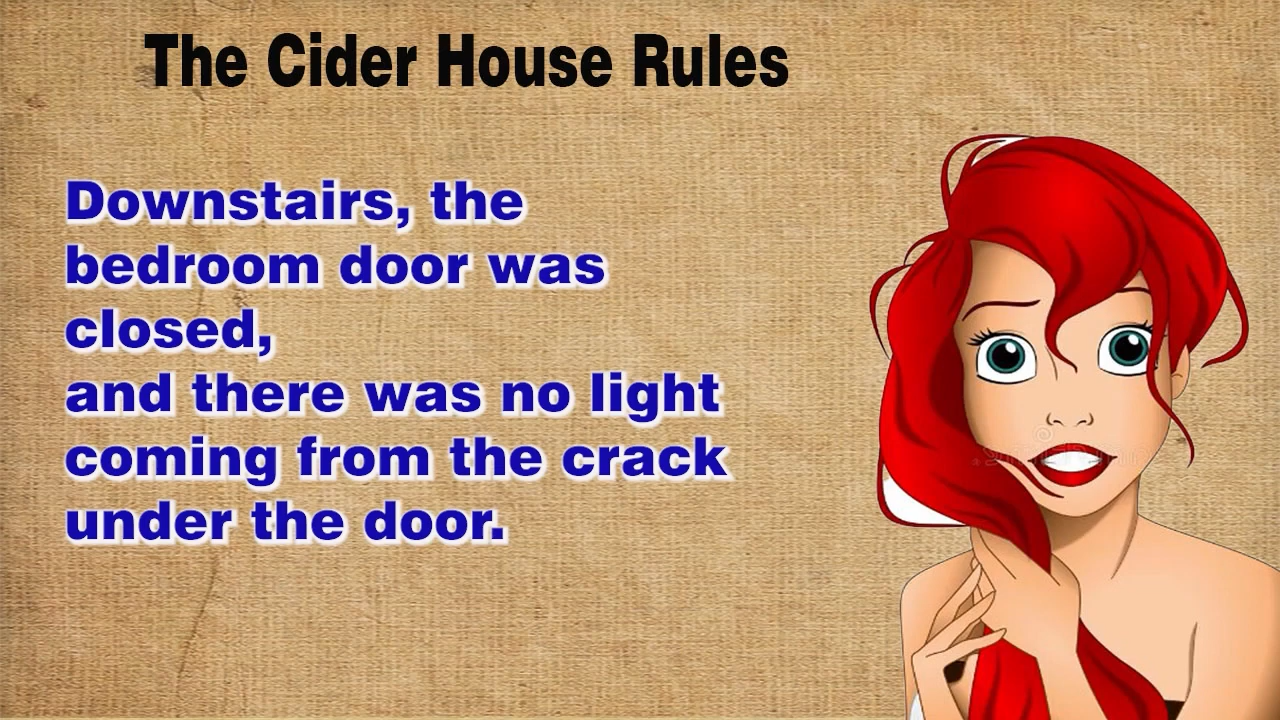 The Cider House Rules
Downstairs, the
bedroom door was
closed,
and there was no light
coming from the crack
under the door.